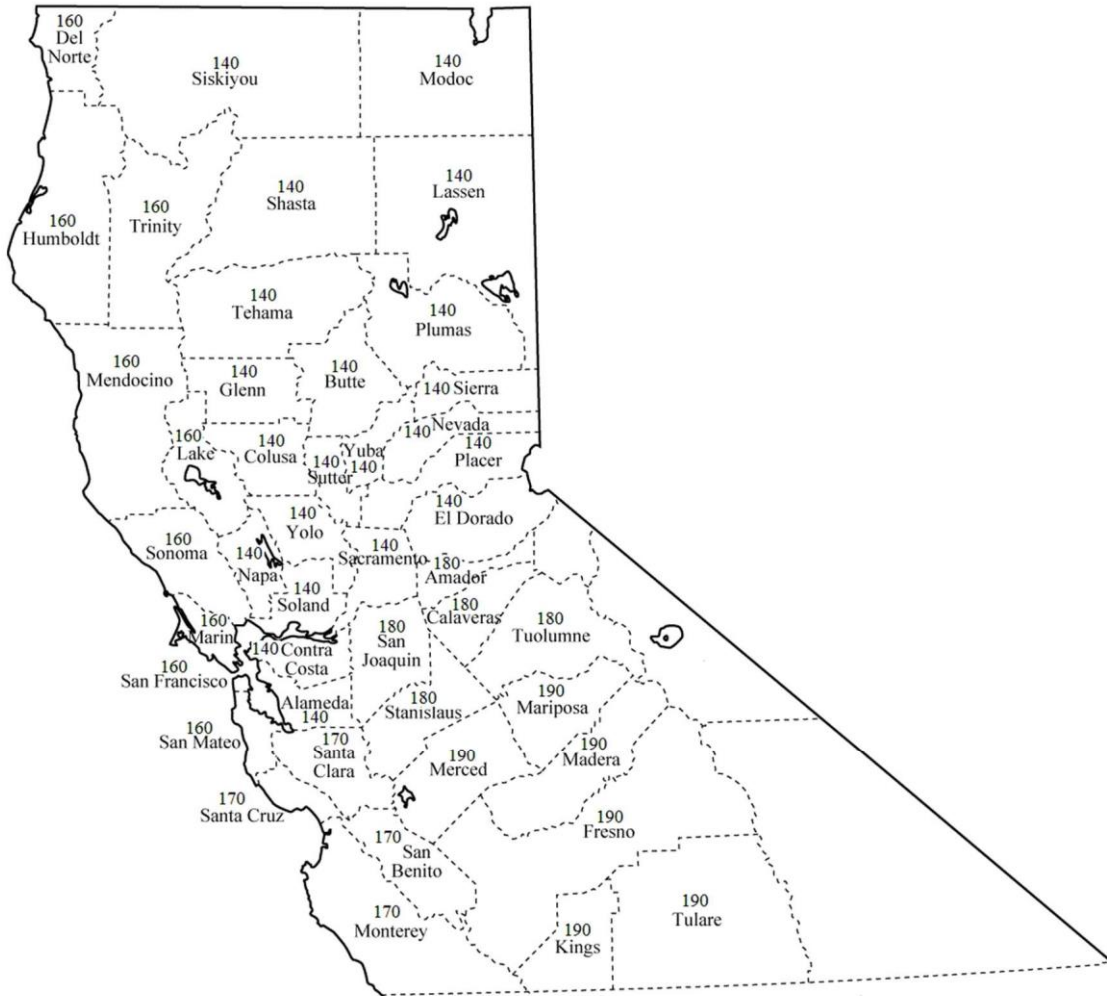 160
Del
Norte
140
Siskiyou
140
Modoc
160
Humboldt
160
Trinity
140
Shasta
140
Lassen
140
Tehama
140
Plumas
160
Mendocino
140
Glenn
140
Butte
140 Sierra
160
Lake
140
Colusa
140
Sutter
Yuba
140
Nevada
140
140
Placer
140
El Dorado
160
Sonoma
140
Napa
140
Yolo
140
Sacramento
140
Soland
180
Amador
180
Calaveras
180
Tuolumne
160
Marin
140 Contra
Costa
180
San
Joaquin
160
San Francisco
Alameda
140
180
Stanislaus
190
Mariposa
160
San Mateo
170
Santa
Clara
190
Merced
190
Madera
170
Santa Cruz
190
Fresno
170 San
Benito
170
Monterey
190
Kings
190
Tulare